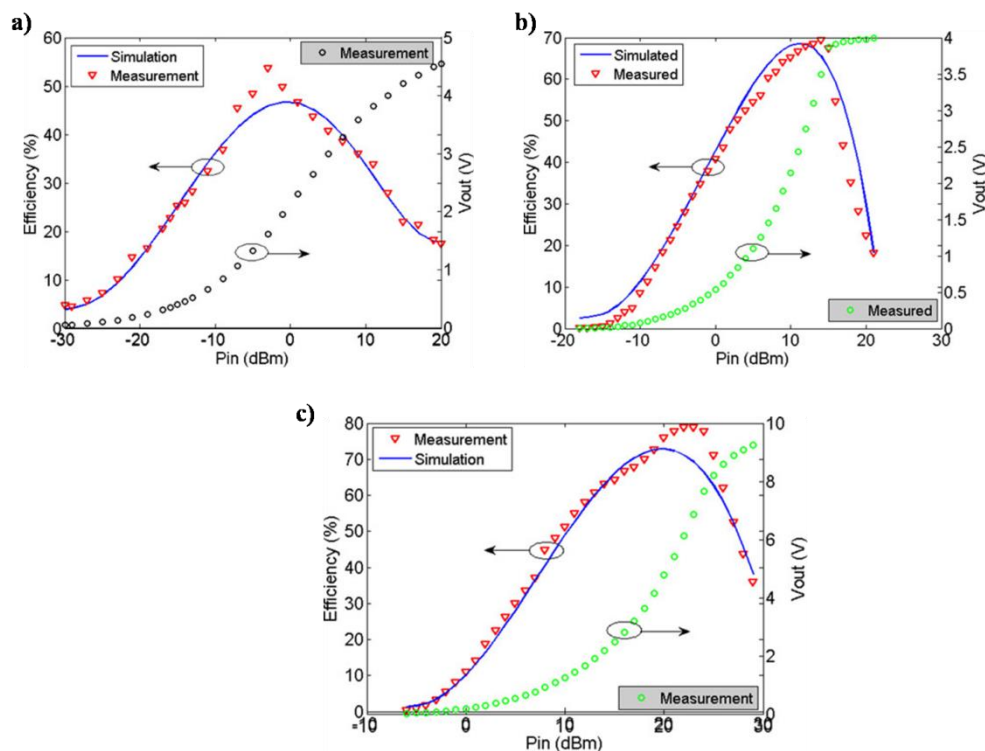 a)
Simulation
Measurement
Measurement
60
50
40
30
20
10
0
5
4
3
2
1
0
-30
-20
-10
0
10
20
Efficiency (%)
Vout (V)
Pin (dBm)
b)
Simulated
Measured
Measured
70
60
50
40
30
20
10
0
4
3.5
3
2.5
2
1.5
1
0.5
0
-20
-10
0
10
20
30
Efficiency (%)
Vout (V)
Pin (dBm)
c)
Measurement
Simulation
Measurement
80
70
60
50
40
30
20
10
0
10
8
6
4
2
0
-10
0
10
20
30
Efficiency (%)
Vout (V)
Pin (dBm)